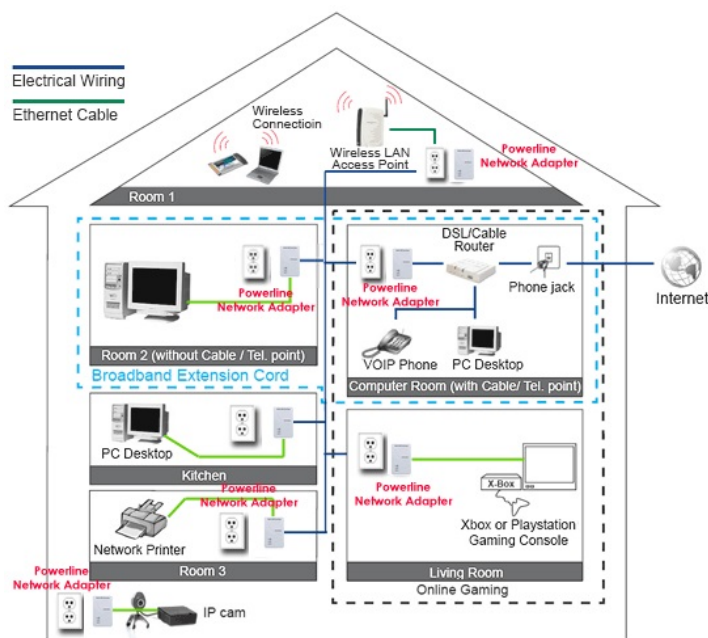 Electrical Wiring
Ethernet Cable
Wireless
Connectioin
Wireless LAN
Access Point
Powerline
Network Adapter
Room 1
DSL/Cable
Router
Powerline
Network Adapter
Powerline
Network Adapter
Phone jack
Internet
VOIP Phone
PC Desktop
Room 2 (without Cable / Tel. point)
Broadband Extension Cord
Computer Room (with Cable/ Tel. point)
PC Desktop
Kitchen
Powerline
Network Adapter
Network Printer
Room 3
Powerline
Network Adapter
X-Box
Xbox or Playstation
Gaming Console
Living Room
Online Gaming
Powerline
Network Adapter
IP cam